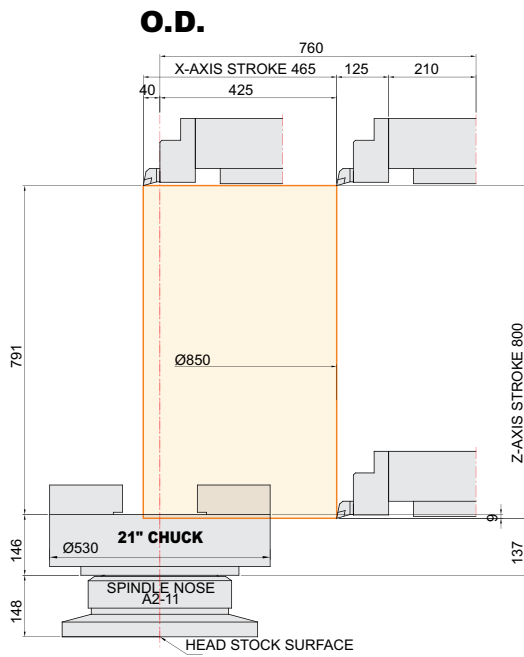 O.D.
760
X-AXIS STROKE 465
125
210
40
425
791
Ø850
Z-AXIS STROKE 800
9
146
Ø530
21" CHUCK
137
SPINDLE NOSE
A2-11
148
HEAD STOCK SURFACE